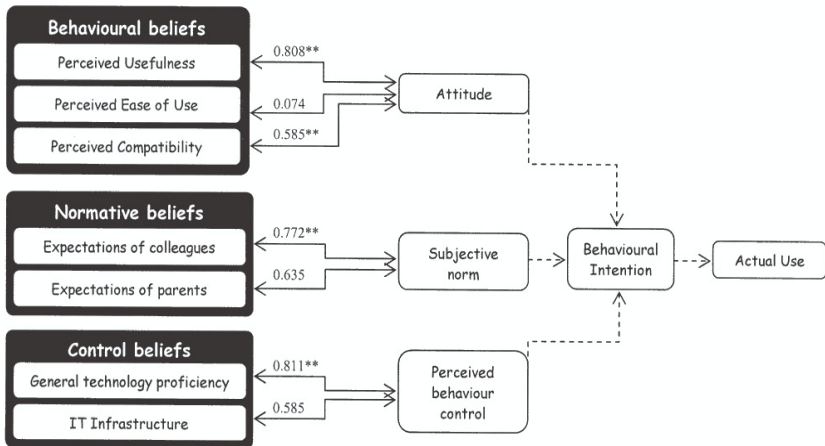 Behavioural beliefs
Perceived Usefulness
0.808**
Perceived Ease of Use
0.074
Perceived Compatibility
0.585**
Attitude
Normative beliefs
Expectations of colleagues
0.772**
Expectations of parents
0.635
Subjective
norm
Behavioural
Intention
Actual Use
Control beliefs
General technology proficiency
0.811**
IT Infrastructure
0.585
Perceived
behaviour
control